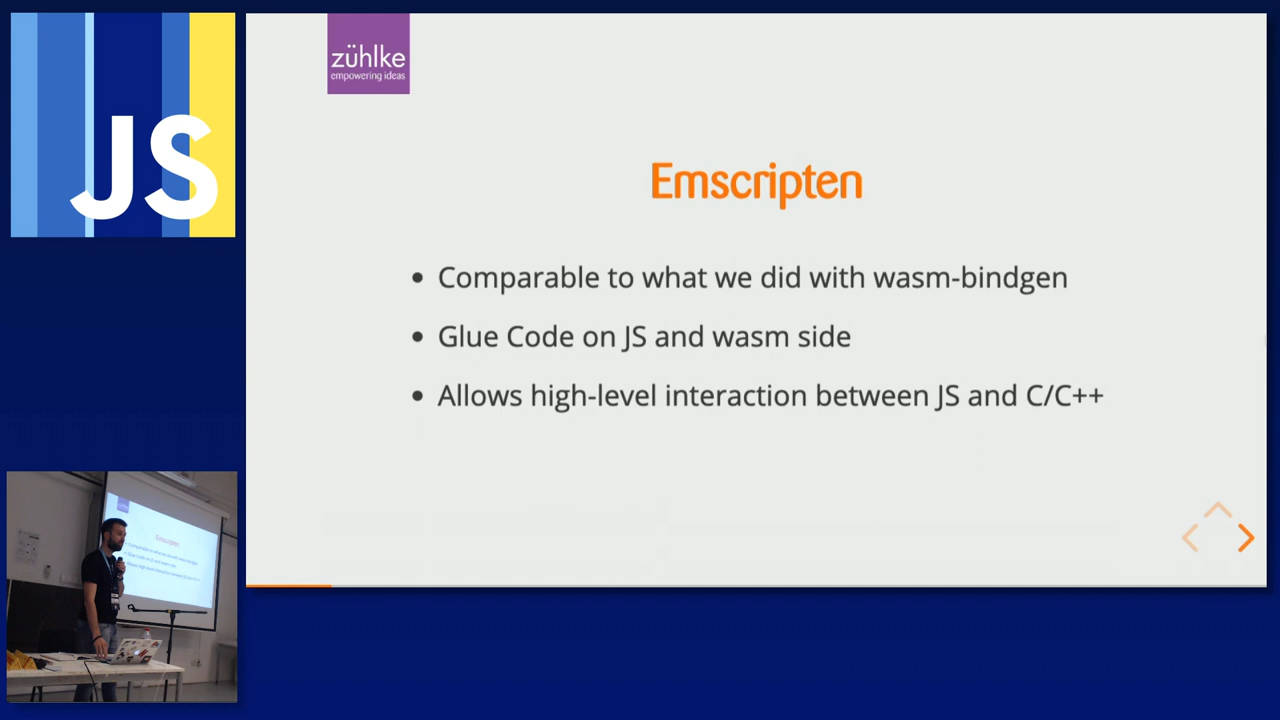 JS
zühlke
empowering ideas
Emscripten
• Comparable to what we did with wasm-bindgen
• Glue Code on JS and wasm side
• Allows high-level interaction between JS and C/C++
Emscripten